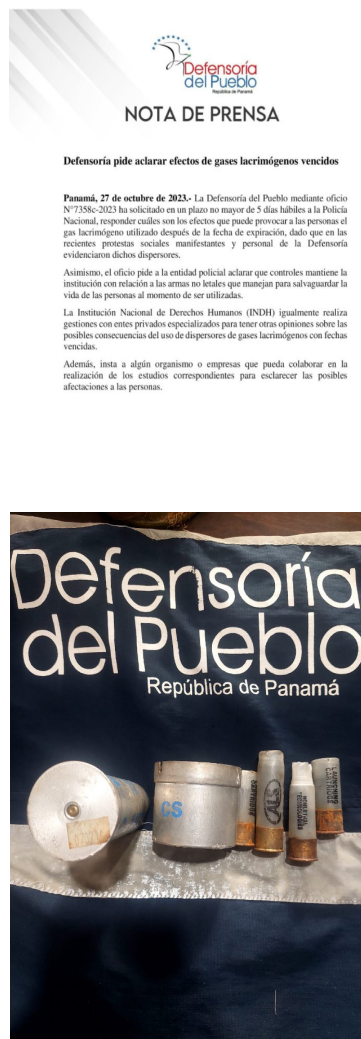 Defensoría
del Pueblo
República de Panamá
NOTA DE PRENSA
Defensoría pide aclarar efectos de gases lacrimógenos vencidos
Panamá, 27 de octubre de 2023.- La Defensoría del Pueblo mediante oficio
N°7358c-2023 ha solicitado en un plazo no mayor de 5 días hábiles a la Policía
Nacional, responder cuáles son los efectos que puede provocar a las personas el
gas lacrimógeno utilizado después de la fecha de expiración, dado que en las
recientes protestas sociales manifestantes y personal de la Defensoría
evidenciaron dichos dispersores.
Asimismo, el oficio pide a la entidad policial aclarar que controles mantiene la
institución con relación a las armas no letales que manejan para salvaguardar la
vida de las personas al momento de ser utilizadas.
La Institución Nacional de Derechos Humanos (INDH) igualmente realiza
gestiones con entes privados especializados para tener otras opiniones sobre las
posibles consecuencias del uso de dispersores de gases lacrimógenos con fechas
vencidas.
Además, insta a algún organismo o empresas que pueda colaborar en la
realización de los estudios correspondientes para esclarecer las posibles
afectaciones a las personas.
Defensoría
del Pueblo
República de Panamá
CS
ALS
LAUNCHING
CARTRIDGE